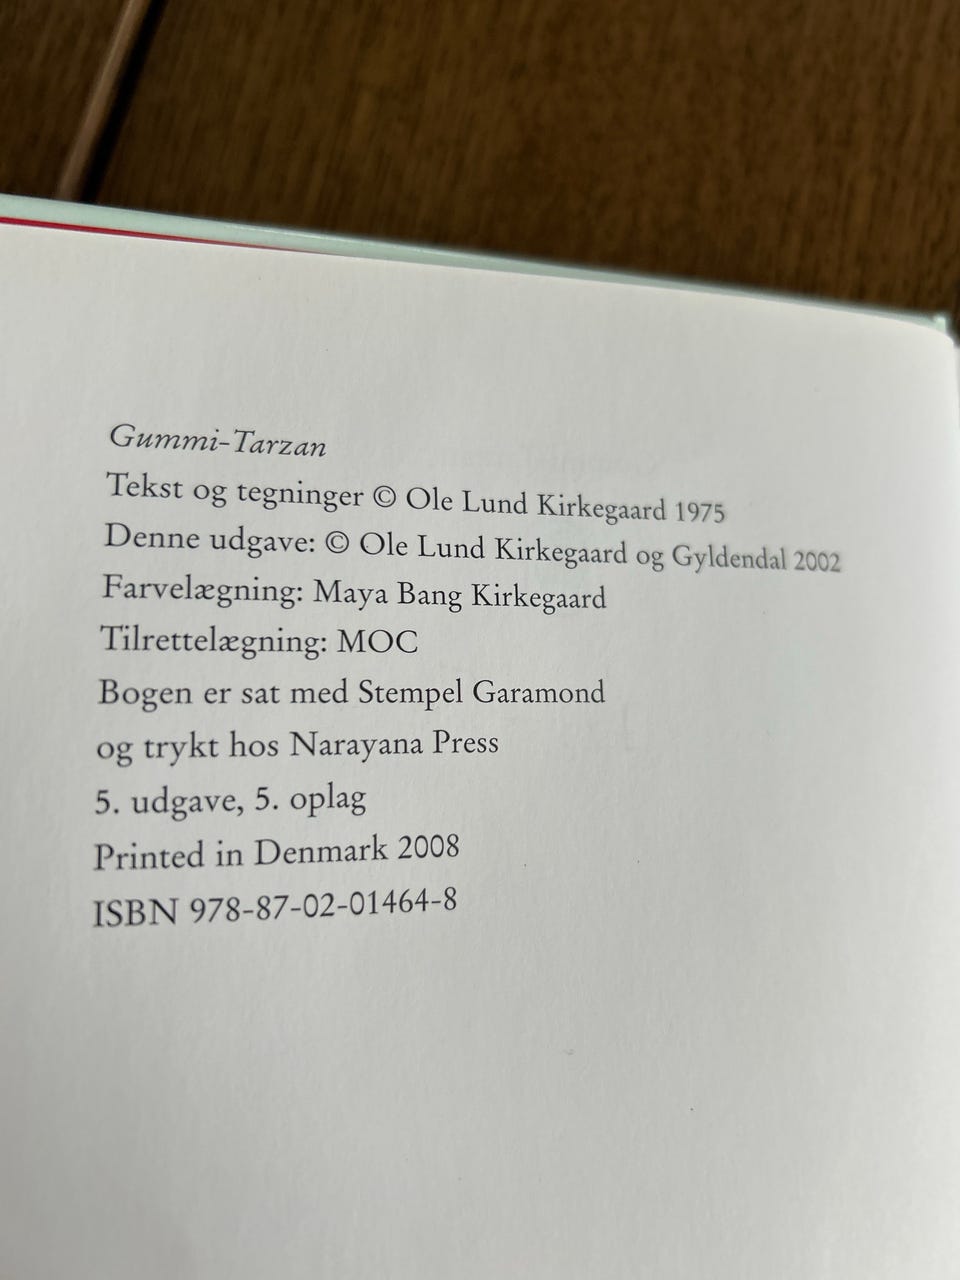 Gummi-Tarzan
Tekst og tegninger © Ole Lund Kirkegaard 1975
Denne udgave: © Ole Lund Kirkegaard og Gyldendal 2002
Farvelægning: Maya Bang Kirkegaard
Tilrettelægning: MOC
Bogen er sat med Stempel Garamond
og trykt hos Narayana Press
5. udgave, 5. oplag
Printed in Denmark 2008
ISBN 978-87-02-01464-8